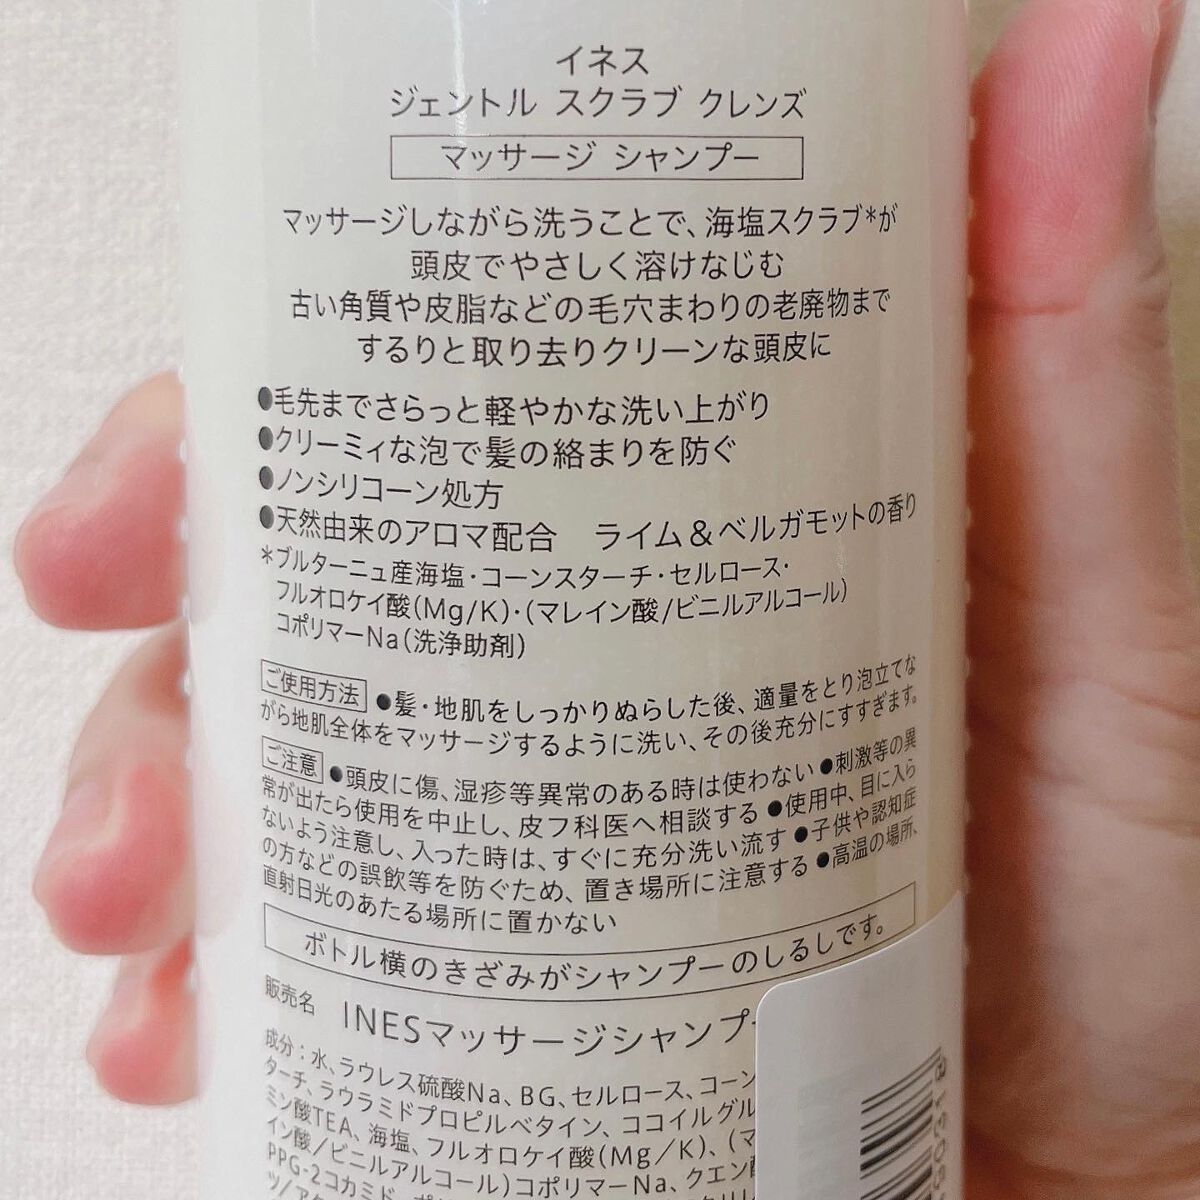 イネス
ジェントル スクラブ クレンズ
マッサージ シャンプー
マッサージしながら洗うことで、海塩スクラブ*が
頭皮でやさしく溶けなじむ
古い角質や皮脂などの毛穴まわりの老廃物まで
するりと取り去りクリーンな頭皮に
●毛先までさらっと軽やかな洗い上がり
●クリーミィな泡で髪の絡まりを防ぐ
●ノンシリコーン処方
●天然由来のアロマ配合 ライム&ベルガモットの香り
*ブルターニュ産海塩・コーンスターチ・セルロース・
フルオロケイ酸(Mg/K)・(マレイン酸/ビニルアルコール)
コポリマーNa(洗浄助剤)
ご使用方法 ●髪・地肌をしっかりぬらした後、適量をとり泡立てな
がら地肌全体をマッサージするように洗い、その後充分にすすぎます。
ご注意 ●頭皮に傷、湿疹等異常のある時は使わない ●刺激等の異
常が出たら使用を中止し、皮フ科医へ相談する ●使用中、目に入ら
ないよう注意し、入った時は、すぐに充分洗い流す ●子供や認知症
の方などの誤飲等を防ぐため、置き場所に注意する ●高温の場所、
直射日光のあたる場所に置かない
ボトル横のきざみがシャンプーのしるしです。
販売名 INESマッサージシャンプー
成分:水、ラウレス硫酸Na、BG、セルロース、コーン
ターチ、ラウラミドプロピルベタイン、ココイルグル
ミン酸TEA、海塩、フルオロケイ酸(Mg/K)、(マ
イン酸/ビニルアルコール)コポリマーNa、クエン酸
PPG-2コカミド、